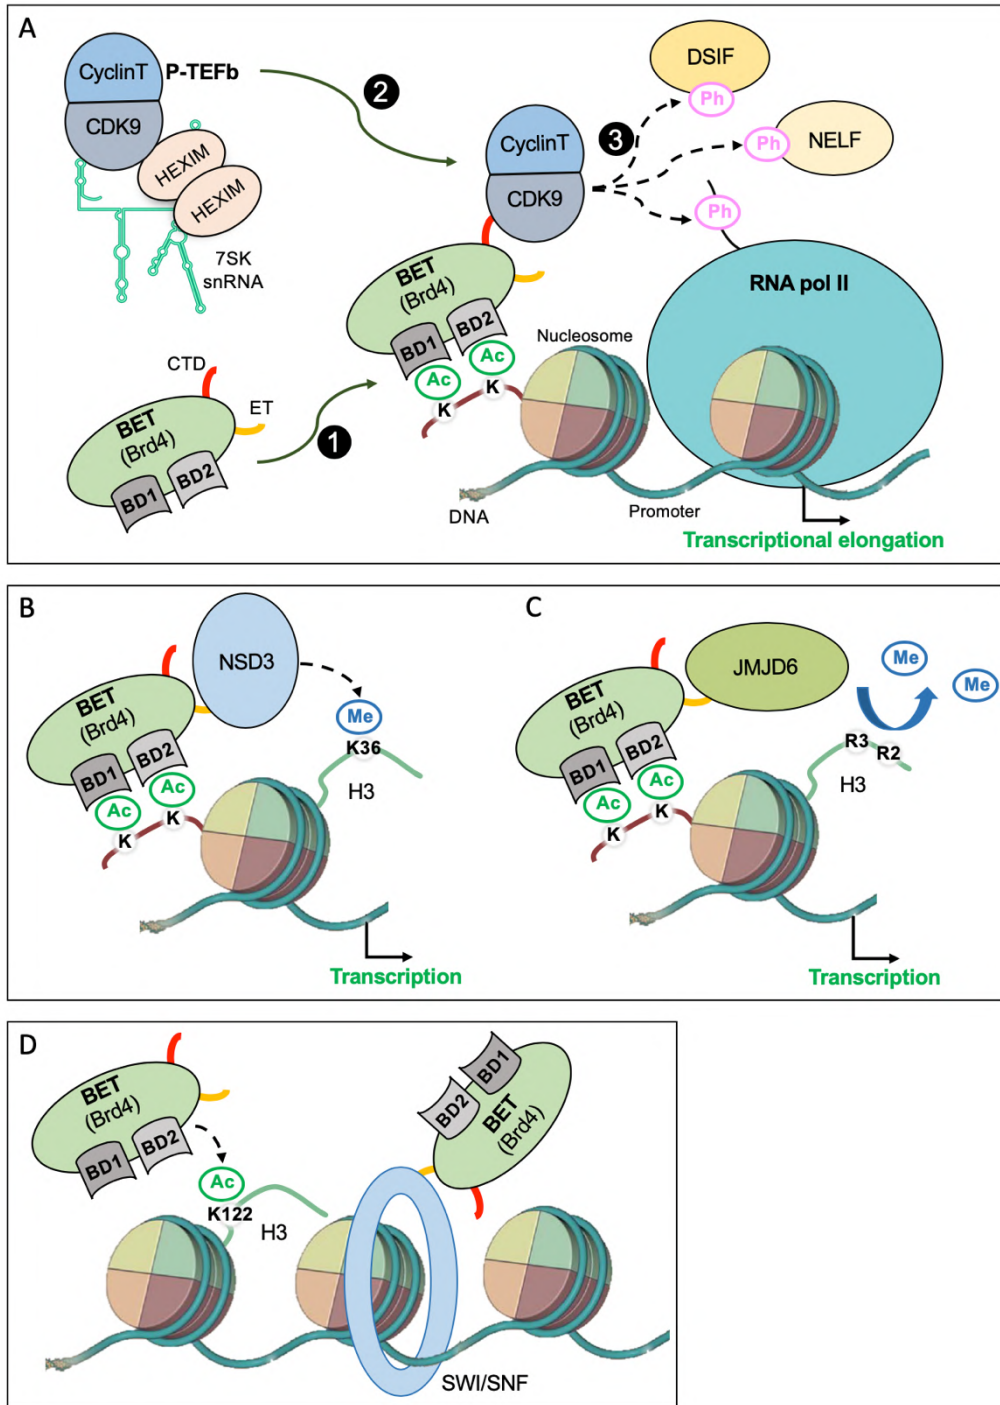 A
CyclinT
P-TEFb
CDK9
HEXIM
HEXIM
7SK
snRNA
2
CyclinT
CDK9
3
DSIF
Ph
Ph
NELF
Ph
RNA pol II
BET
(Brd4)
BD1
BD2
Ac
Ac
K
K
Nucleosome
CTD
ET
BET
(Brd4)
BD1
BD2
1
DNA
Promoter
Transcriptional elongation
B
NSD3
BET
(Brd4)
BD1
BD2
Ac
Ac
K
K
Me
K36
H3
Transcription
C
JMJD6
BET
(Brd4)
BD1
BD2
Ac
Ac
K
K
Me
Me
R3
R2
H3
Transcription
D
BET
(Brd4)
BD1
BD2
Ac
K122
H3
BD1
BD2
BET
(Brd4)
SWI/SNF